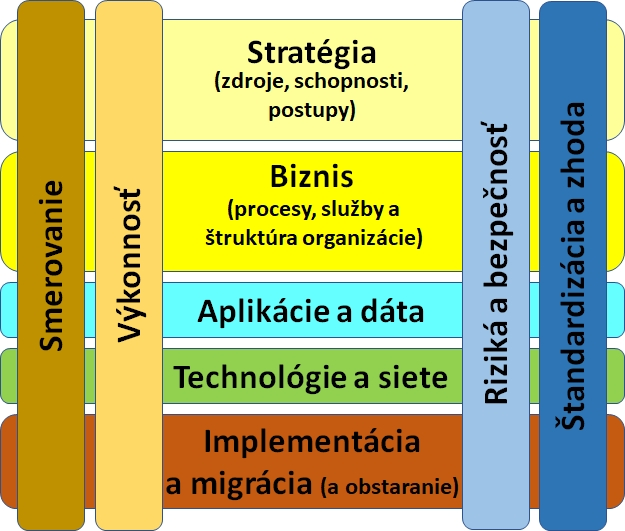 Smerovanie
Výkonnosť
Stratégia
(zdroje, schopnosti,
postupy)
Biznis
(procesy, služby a
štruktúra organizácie)
Aplikácie a dáta
Technológie a siete
Implementácia
a migrácia (a obstaranie)
Riziká a bezpečnosť
Štandardizácia a zhoda